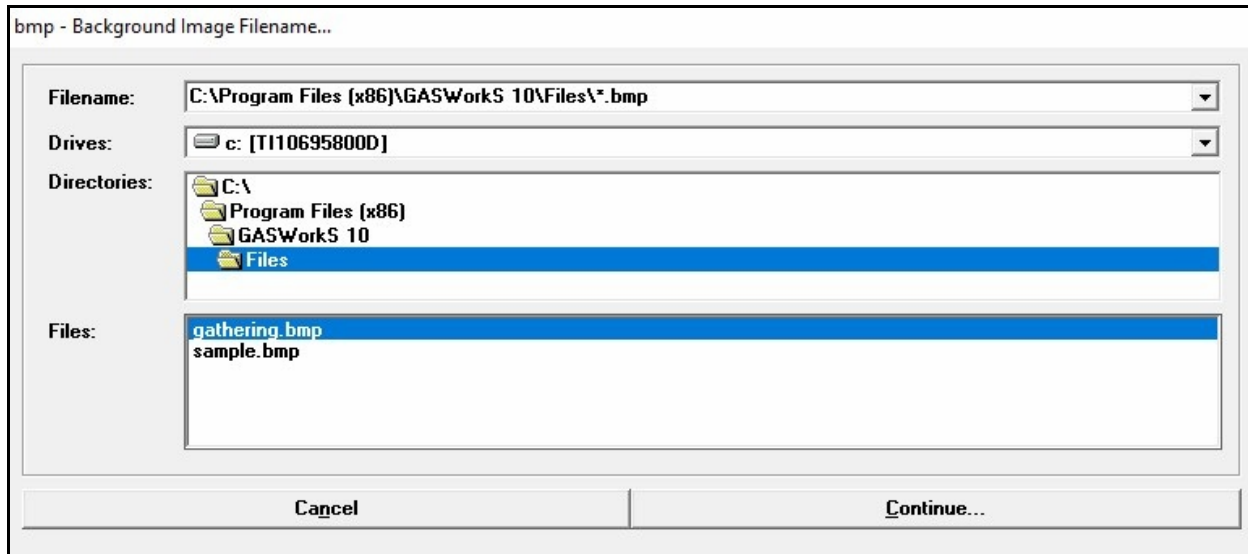 bmp - Background Image Filename...
Filename: C:\Program Files (x86)\GASWorkS 10\Files\*.bmp
Drives: c: [TI10695800D]
Directories: C:\
Program Files (x86)
GASWorkS 10
Files
Files: gathering.bmp
sample.bmp
Cancel Continue...